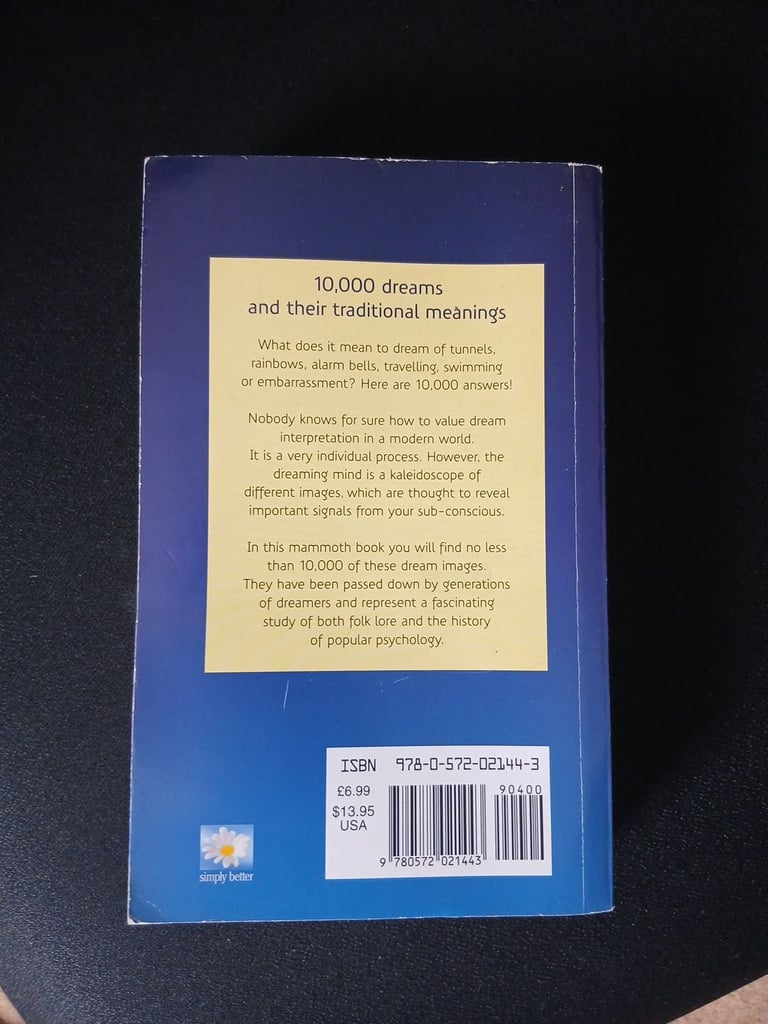 10,000 dreams
and their traditional meanings
What does it mean to dream of tunnels,
rainbows, alarm bells, travelling, swimming
or embarrassment? Here are 10,000 answers!
Nobody knows for sure how to value dream
interpretation in a modern world.
It is a very individual process. However, the
dreaming mind is a kaleidoscope of
different images, which are thought to reveal
important signals from your sub-conscious.
In this mammoth book you will find no less
than 10,000 of these dream images.
They have been passed down by generations
of dreamers and represent a fascinating
study of both folk lore and the history
of popular psychology.
ISBN 978-0-572-02144-3
£6.99
$13.95
USA
90400
9 780572 021443
simply better